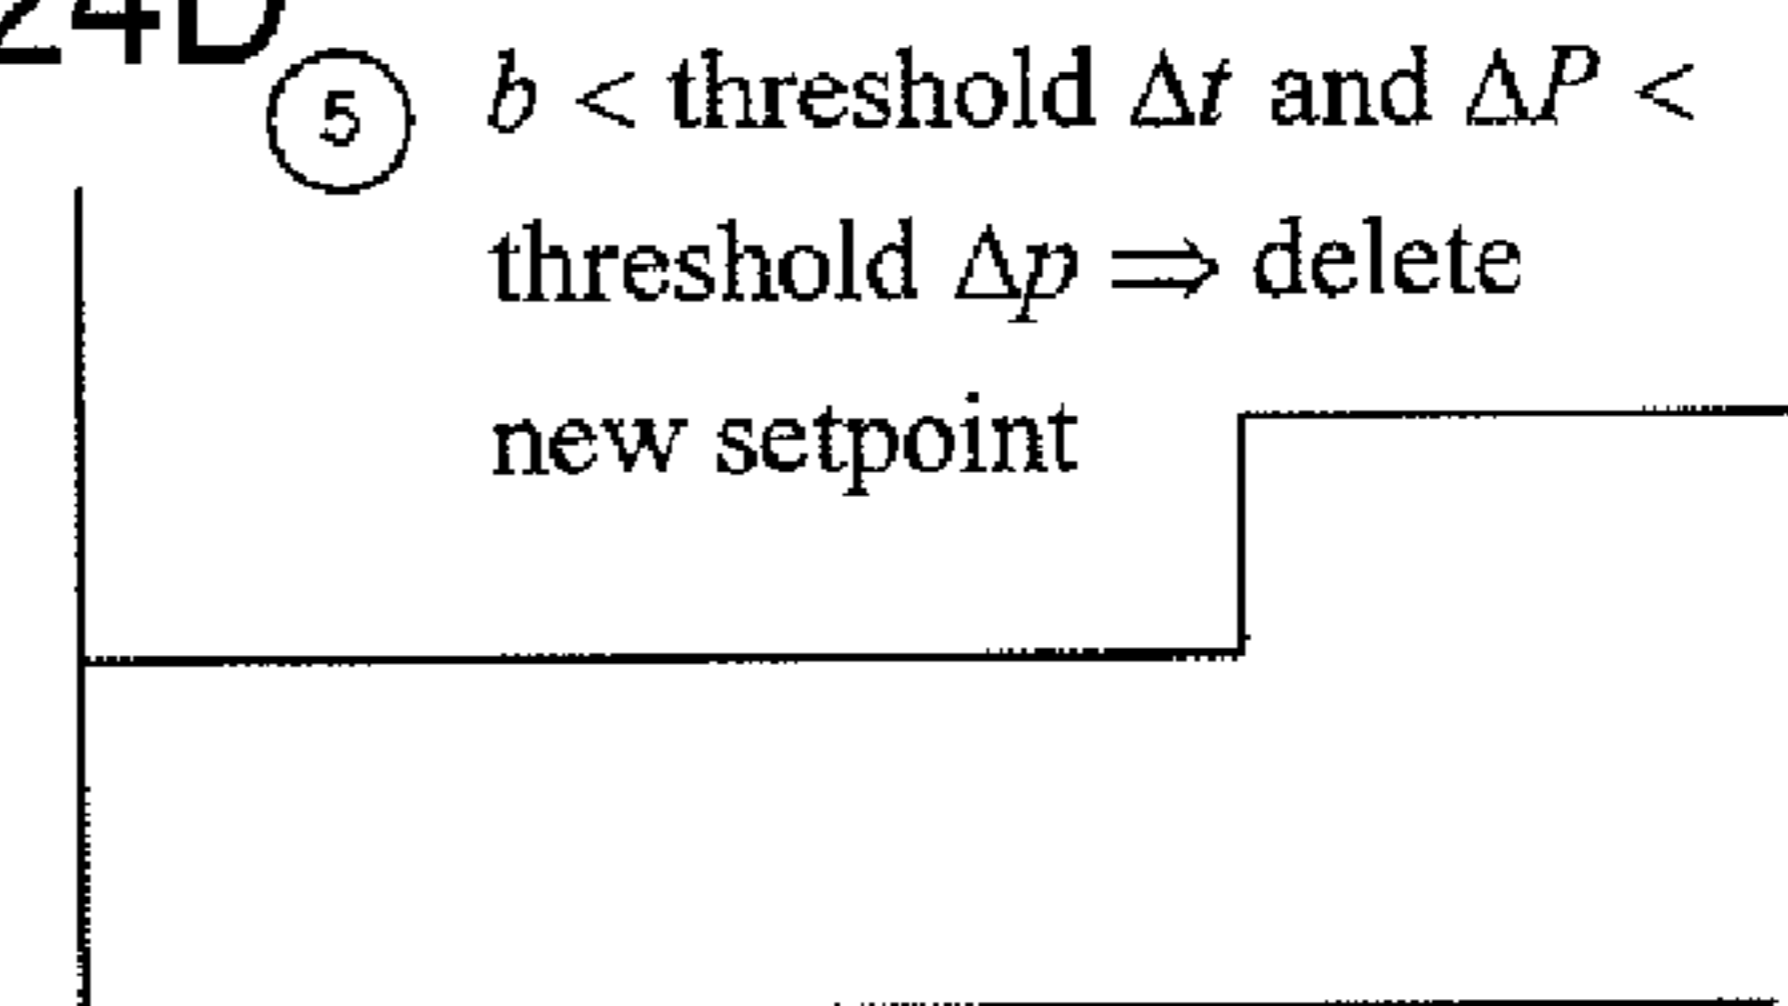 24D
⑤ b < threshold Δt and ΔP <
threshold Δp ⇒ delete
new setpoint